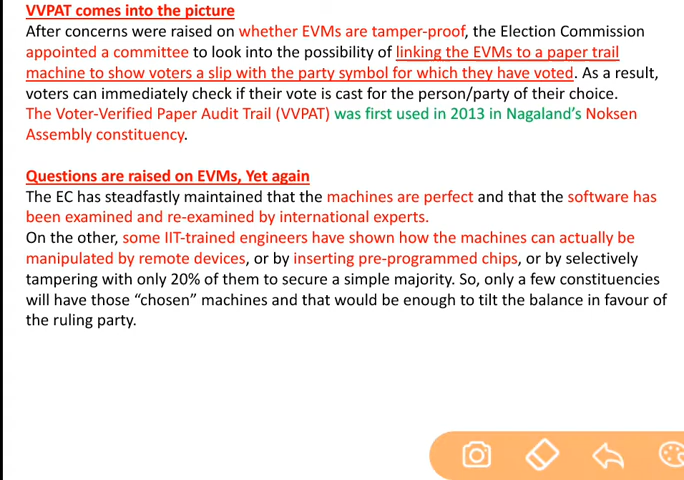 VVPAT comes into the picture
After concerns were raised on whether EVMs are tamper-proof, the Election Commission
appointed a committee to look into the possibility of linking the EVMs to a paper trail
machine to show voters a slip with the party symbol for which they have voted. As a result,
voters can immediately check if their vote is cast for the person/party of their choice.
The Voter-Verified Paper Audit Trail (VVPAT) was first used in 2013 in Nagaland's Noksen
Assembly constituency.
Questions are raised on EVMs, Yet again
The EC has steadfastly maintained that the machines are perfect and that the software has
been examined and re-examined by international experts.
On the other, some IIT-trained engineers have shown how the machines can actually be
manipulated by remote devices, or by inserting pre-programmed chips, or by selectively
tampering with only 20% of them to secure a simple majority. So, only a few constituencies
will have those “chosen” machines and that would be enough to tilt the balance in favour of
the ruling party.